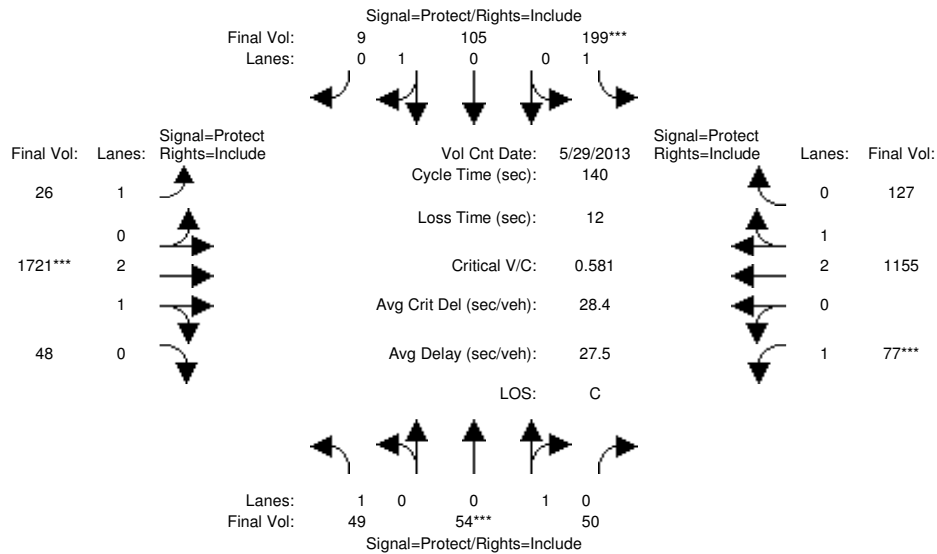 Signal=Protect/Rights=Include
Final Vol: 9 105 199***
Lanes: 0 1 0 0 1
Signal=Protect
Final Vol: Lanes: Rights=Include
Vol Cnt Date: 5/29/2013
Signal=Protect
Rights=Include Lanes: Final Vol:
Cycle Time (sec): 140
26 1
0 127
Loss Time (sec): 12
0
1
1721*** 2
Critical V/C: 0.581
2 1155
1
Avg Crit Del (sec/veh): 28.4
0
48 0
Avg Delay (sec/veh): 27.5
1 77***
LOS: C
Lanes: 1 0 0 1 0
Final Vol: 49 54*** 50
Signal=Protect/Rights=Include